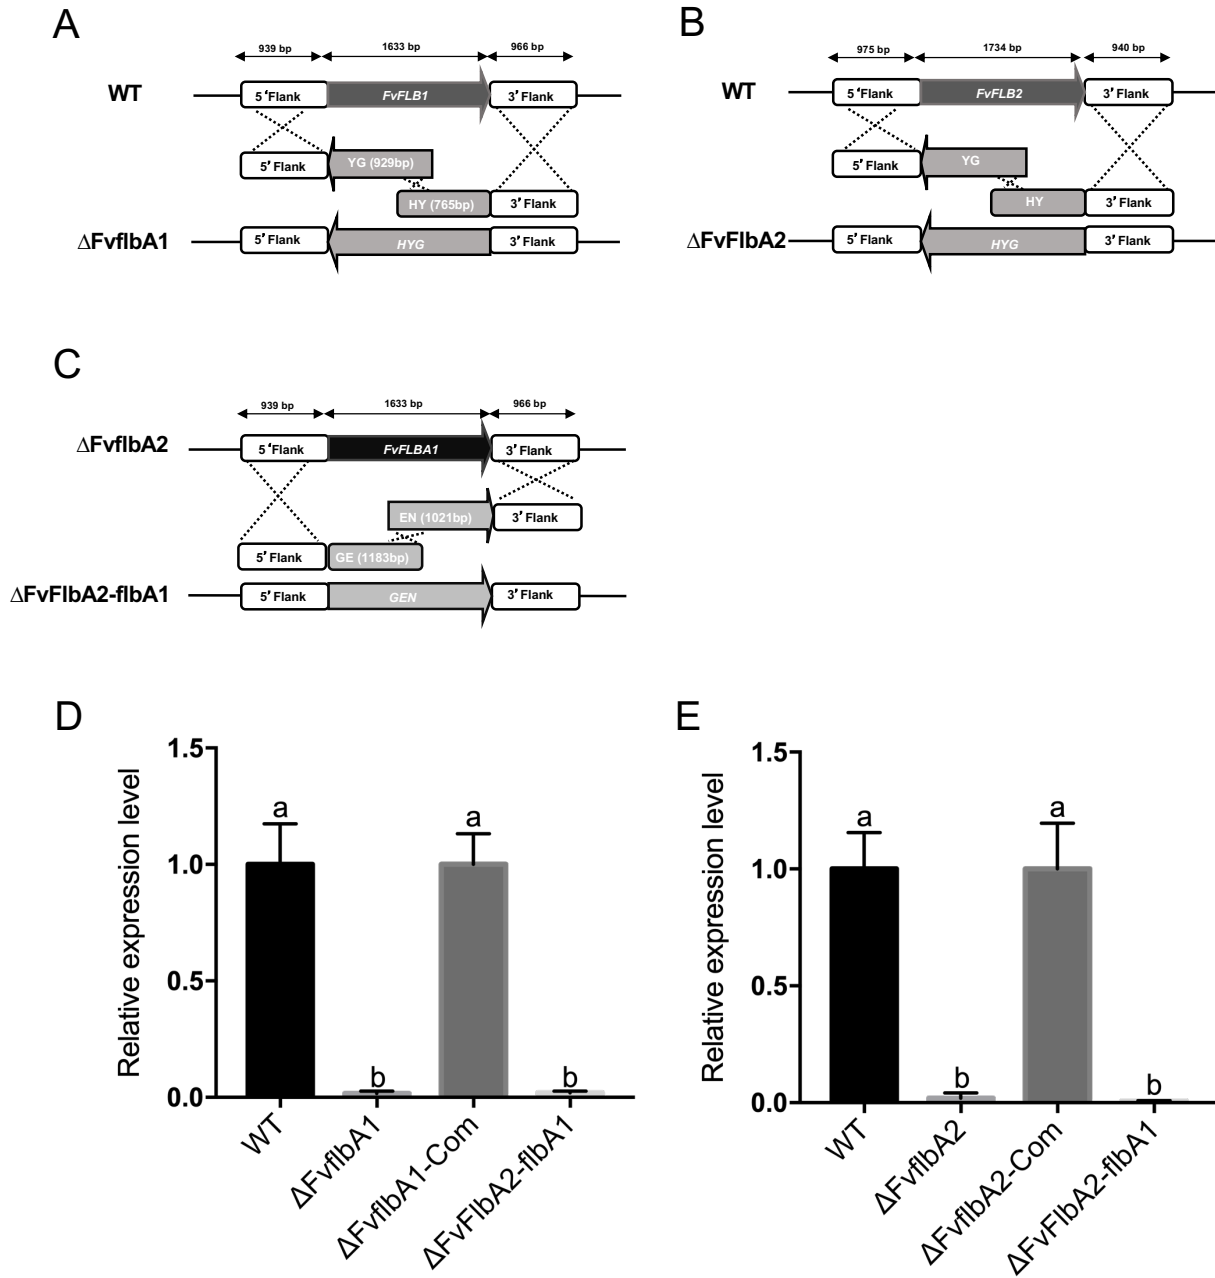 A
939 bp 1633 bp 966 bp
WT 5 ‘Flank FvFLB1 3′ Flank
5′ Flank YG (929bp)
HY (765bp) 3′ Flank
ΔFvflbA1 5′ Flank HYG 3′ Flank
B
975 bp 1734 bp 940 bp
WT 5′ Flank FvFLB2 3′ Flank
5′ Flank YG
HY 3′ Flank
ΔFvFlbA2 5′ Flank HYG 3′ Flank
C
939 bp 1633 bp 966 bp
ΔFvflbA2 5 ‘Flank FvFLBA1 3′ Flank
EN (1021bp) 3′ Flank
5′ Flank GE (1183bp)
ΔFvFlbA2-flbA1 5′ Flank GEN 3′ Flank
D
Relative expression level
1.5
1.0
0.5
0.0
a
b
a
b
WT
ΔFvflbA1
ΔFvflbA1-Com
ΔFvFlbA2-flbA1
E
Relative expression level
1.5
1.0
0.5
0.0
a
b
a
b
WT
ΔFvflbA2
ΔFvflbA2-Com
ΔFvFlbA2-flbA1